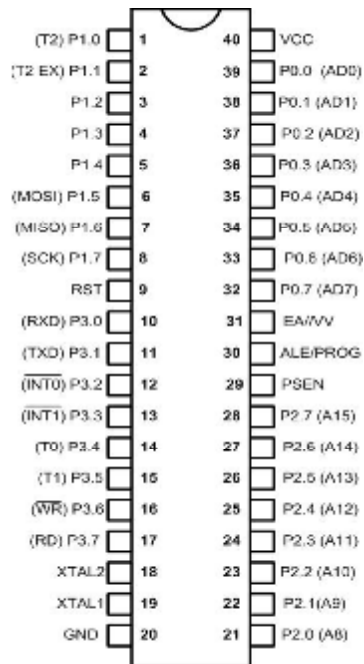 (T2) P1.0 1 40 VCC
(T2 EX) P1.1 2 39 P0.0 (AD0)
P1.2 3 38 P0.1 (AD1)
P1.3 4 37 P0.2 (AD2)
P1.4 5 36 P0.3 (AD3)
(MOSI) P1.5 6 35 P0.4 (AD4)
(MISO) P1.6 7 34 P0.5 (AD5)
(SCK) P1.7 8 33 P0.6 (AD6)
RST 9 32 P0.7 (AD7)
(RXD) P3.0 10 31 EA/VV
(TXD) P3.1 11 30 ALE/PROG
(INT0) P3.2 12 29 PSEN
(INT1) P3.3 13 28 P2.7 (A15)
(T0) P3.4 14 27 P2.6 (A14)
(T1) P3.5 15 26 P2.5 (A13)
(WR) P3.6 16 25 P2.4 (A12)
(RD) P3.7 17 24 P2.3 (A11)
XTAL2 18 23 P2.2 (A10)
XTAL1 19 22 P2.1(A9)
GND 20 21 P2.0 (A8)